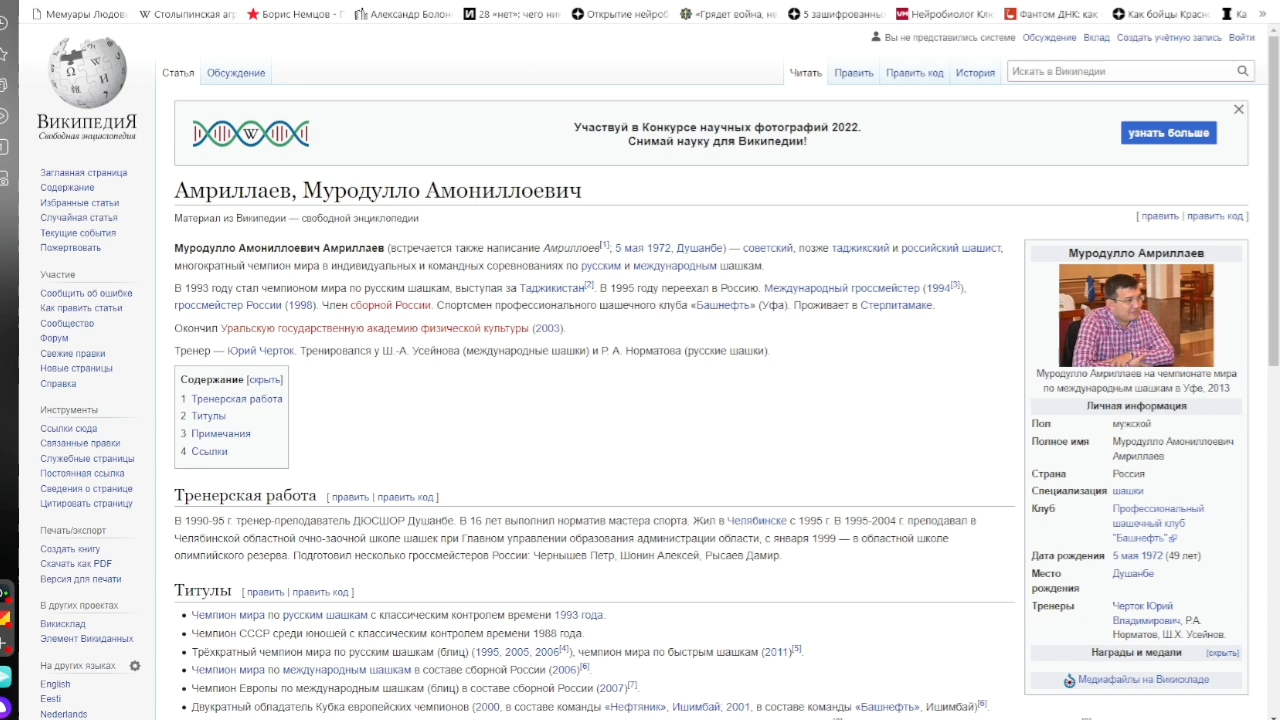 Мемуары Людов
Столыпинская агр
Борис Немцов - Г
Александр Болон
28 «нет»: чего ни
Открытие нейроб
«Грядет война, не
5 зашифрованны
Нейробиолог Клю
Фантом ДНК: как
Как бойцы Красн
Ка
»
Вы не представились системе Обсуждение Вклад Создать учётную запись Войти
Статья Обсуждение Читать Править Править код История Искать в Википедии
ВикипедиЯ
Свободная энциклопедия
Участвуй в Конкурсе научных фотографий 2022.
Снимай науку для Википедии!
узнать больше
Заглавная страница
Содержание
Избранные статьи
Случайная статья
Текущие события
Пожертвовать
Участие
Сообщить об ошибке
Как править статьи
Сообщество
Форум
Свежие правки
Новые страницы
Справка
Инструменты
Ссылки сюда
Связанные правки
Служебные страницы
Постоянная ссылка
Сведения о странице
Цитировать страницу
Печать/экспорт
Создать книгу
Скачать как PDF
Версия для печати
В других проектах
Викисклад
Элемент Викиданных
На других языках
English
Eesti
Nederlands
Амриллаев, Муродулло Амониллоевич
Материал из Википедии — свободной энциклопедии
[ править | править код ]
Муродулло Амониллоевич Амриллаев (встречается также написание Амриллоев[1]; 5 мая 1972, Душанбе) — советский, позже таджикский и российский шашист,
многократный чемпион мира в индивидуальных и командных соревнованиях по русским и международным шашкам.
В 1993 году стал чемпионом мира по русским шашкам, выступая за Таджикистан[2]. В 1995 году переехал в Россию. Международный гроссмейстер (1994[3]),
гроссмейстер России (1998). Член сборной России. Спортсмен профессионального шашечного клуба «Башнефть» (Уфа). Проживает в Стерлитамаке.
Окончил Уральскую государственную академию физической культуры (2003).
Тренер — Юрий Черток. Тренировался у Ш.-А. Усейнова (международные шашки) и Р. А. Норматова (русские шашки).
Содержание [скрыть]
1 Тренерская работа
2 Титулы
3 Примечания
4 Ссылки
Тренерская работа [ править | править код ]
В 1990-95 г. тренер-преподаватель ДЮСШОР Душанбе. В 16 лет выполнил норматив мастера спорта. Жил в Челябинске с 1995 г. В 1995-2004 г. преподавал в
Челябинской областной очно-заочной школе шашек при Главном управлении образования администрации области, с января 1999 — в областной школе
олимпийского резерва. Подготовил несколько гроссмейстеров России: Чернышев Петр, Шонин Алексей, Рысаев Дамир.
Титулы [ править | править код ]
• Чемпион мира по русским шашкам с классическим контролем времени 1993 года.
• Чемпион СССР среди юношей с классическим контролем времени 1988 года.
• Трёхкратный чемпион мира по русским шашкам (блиц) (1995, 2005, 2006[4]), чемпион мира по быстрым шашкам (2011)[5].
• Чемпион мира по международным шашкам в составе сборной России (2006)[6].
• Чемпион Европы по международным шашкам (блиц) в составе сборной России (2007)[7].
• Двукратный обладатель Кубка европейских чемпионов (2000, в составе команды «Нефтяник», Ишимбай; 2001, в составе команды «Башнефть», Ишимбай)[6].
Муродулло Амриллаев
Муродулло Амриллаев на чемпионате мира
по международным шашкам в Уфе, 2013
Личная информация
Пол мужской
Полное имя Муродулло Амониллоевич
Амриллаев
Страна Россия
Специализация шашки
Клуб Профессиональный
шашечный клуб
"Башнефть"
Дата рождения 5 мая 1972 (49 лет)
Место Душанбе
рождения
Тренеры Черток Юрий
Владимирович, Р.А.
Норматов, Ш.Х. Усейнов.
Награды и медали [скрыть]
Медиафайлы на Викискладе